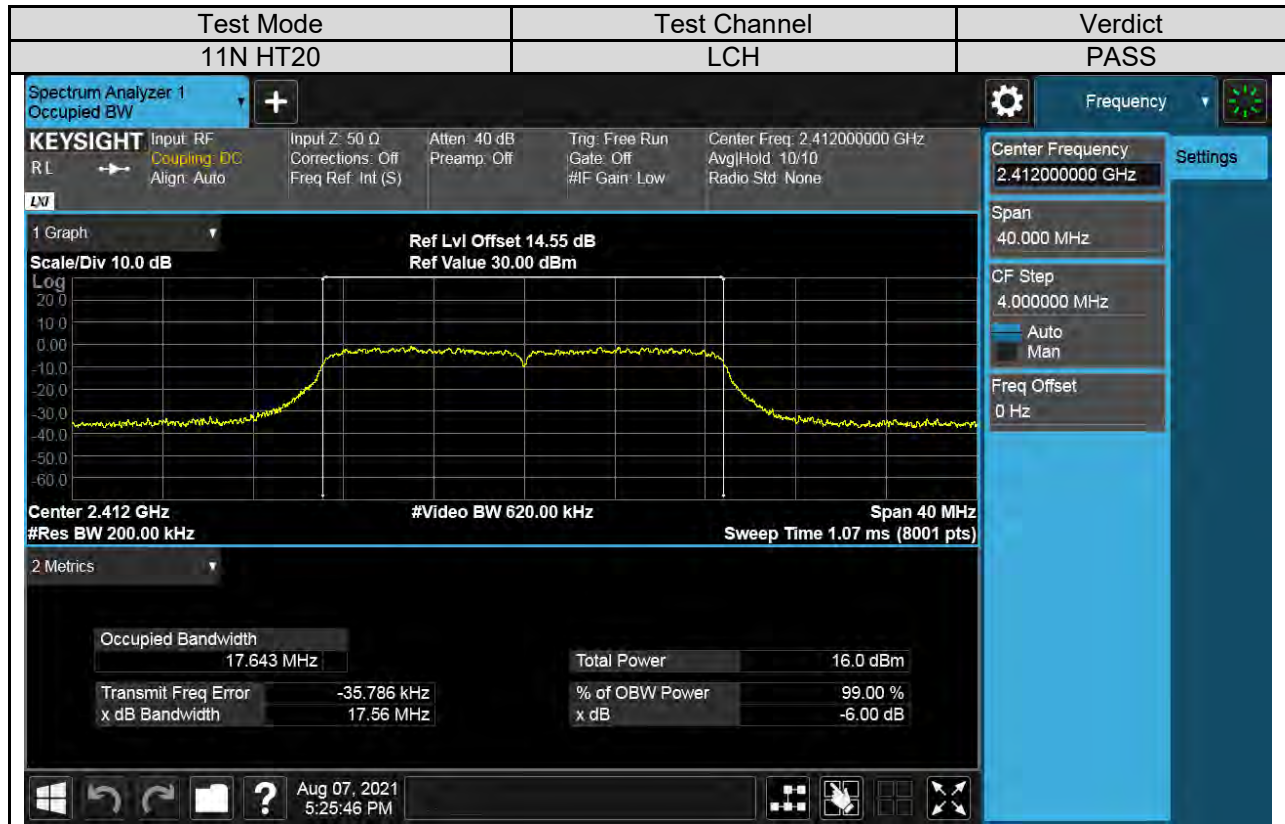 Test Mode Test Channel Verdict
11N HT20 LCH PASS
Spectrum Analyzer 1
Occupied BW
+
Frequency
KEYSIGHT
R L
LXI
Input: RF
Coupling: DC
Align: Auto
Input Z: 50 Ω
Corrections: Off
Freq Ref: Int (S)
Atten: 40 dB
Preamp: Off
Trig: Free Run
Gate: Off
#IF Gain: Low
Center Freq: 2.412000000 GHz
Avg|Hold: 10/10
Radio Std: None
Center Frequency
2.412000000 GHz
Settings
Span
40.000 MHz
CF Step
4.000000 MHz
Auto
Man
Freq Offset
0 Hz
1 Graph
Scale/Div 10.0 dB
Ref Lvl Offset 14.55 dB
Ref Value 30.00 dBm
Log
20.0
10.0
0.00
-10.0
-20.0
-30.0
-40.0
-50.0
-60.0
Center 2.412 GHz
#Res BW 200.00 kHz
#Video BW 620.00 kHz
Span 40 MHz
Sweep Time 1.07 ms (8001 pts)
2 Metrics
Occupied Bandwidth
17.643 MHz
Total Power 16.0 dBm
Transmit Freq Error -35.786 kHz
% of OBW Power 99.00 %
x dB Bandwidth 17.56 MHz
x dB -6.00 dB
?
Aug 07, 2021
5:25:46 PM